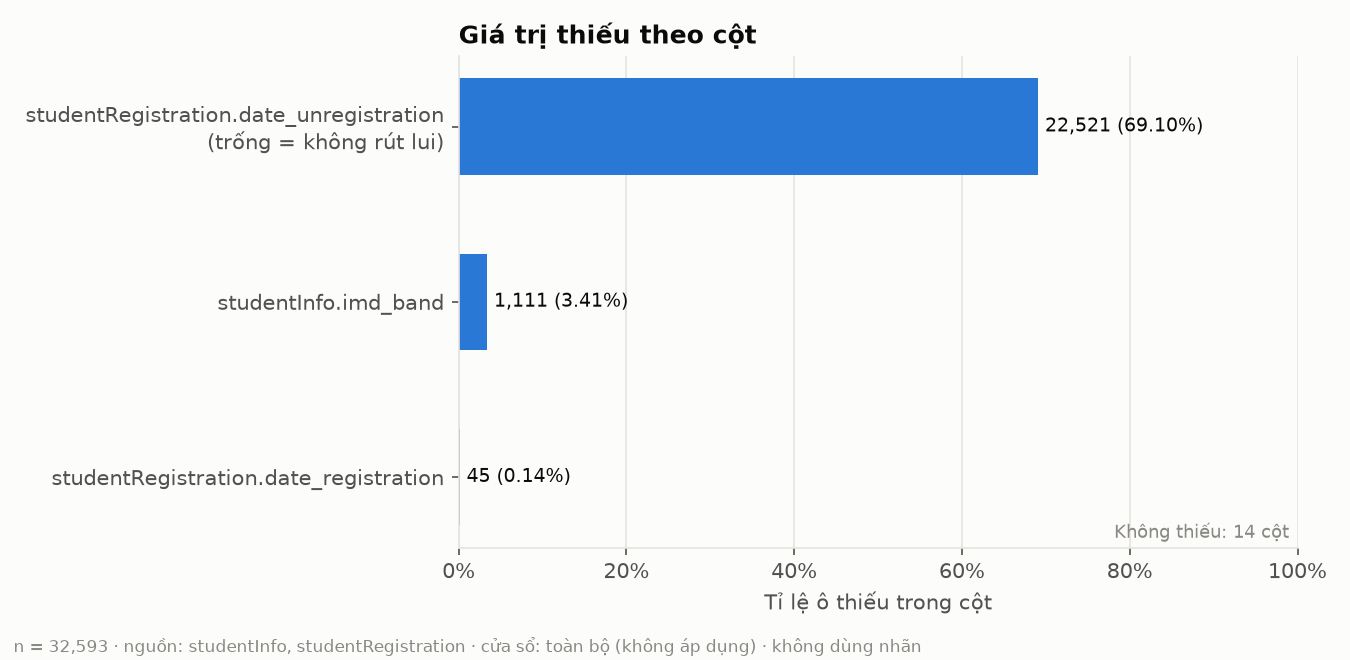 Giá trị thiếu theo cột
studentRegistration.date_unregistration
(trống = không rút lui)
22,521 (69.10%)
studentInfo.imd_band
1,111 (3.41%)
studentRegistration.date_registration
45 (0.14%)
Không thiếu: 14 cột
0% 20% 40% 60% 80% 100%
Tỉ lệ ô thiếu trong cột
n = 32,593 · nguồn: studentInfo, studentRegistration · cửa sổ: toàn bộ (không áp dụng) · không dùng nhãn